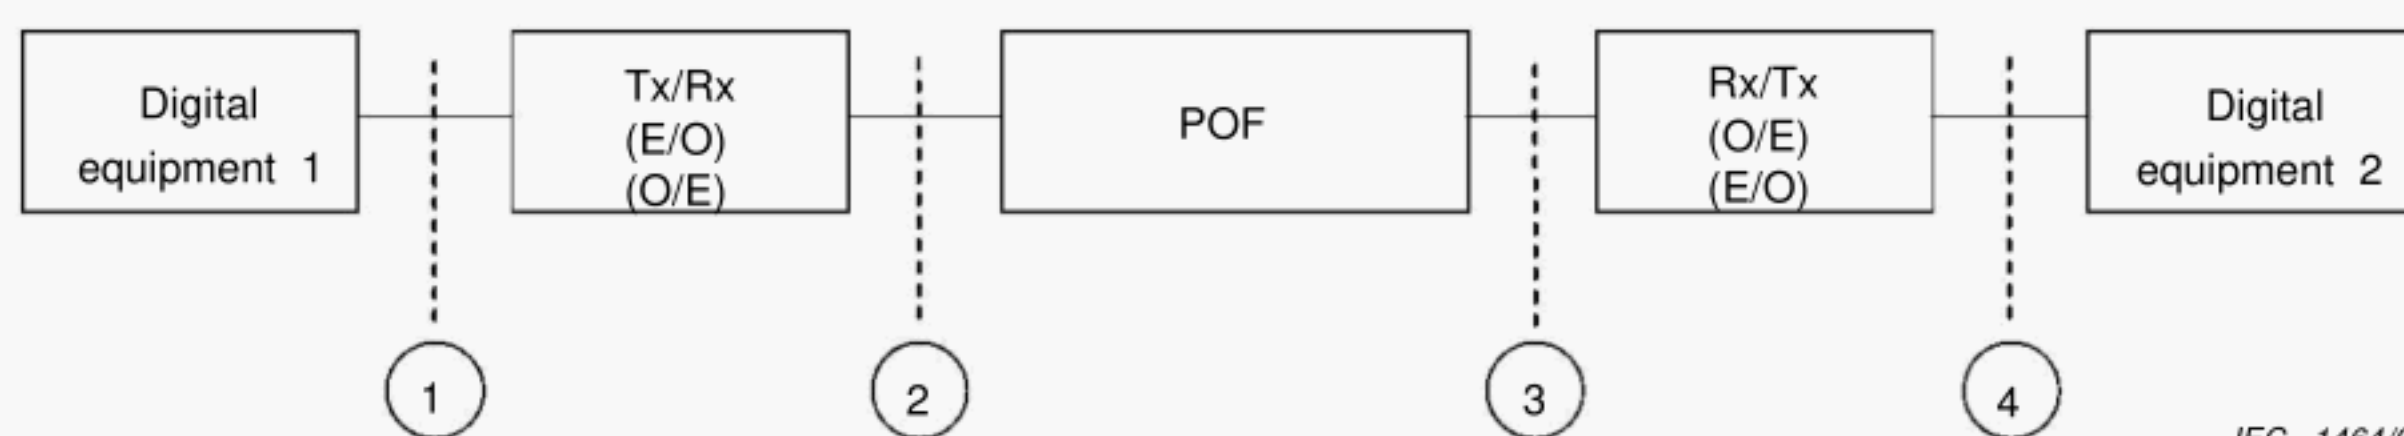 Digital
equipment 1
Tx/Rx
(E/O)
(O/E)
POF
Rx/Tx
(O/E)
(E/O)
Digital
equipment 2
1
2
3
4